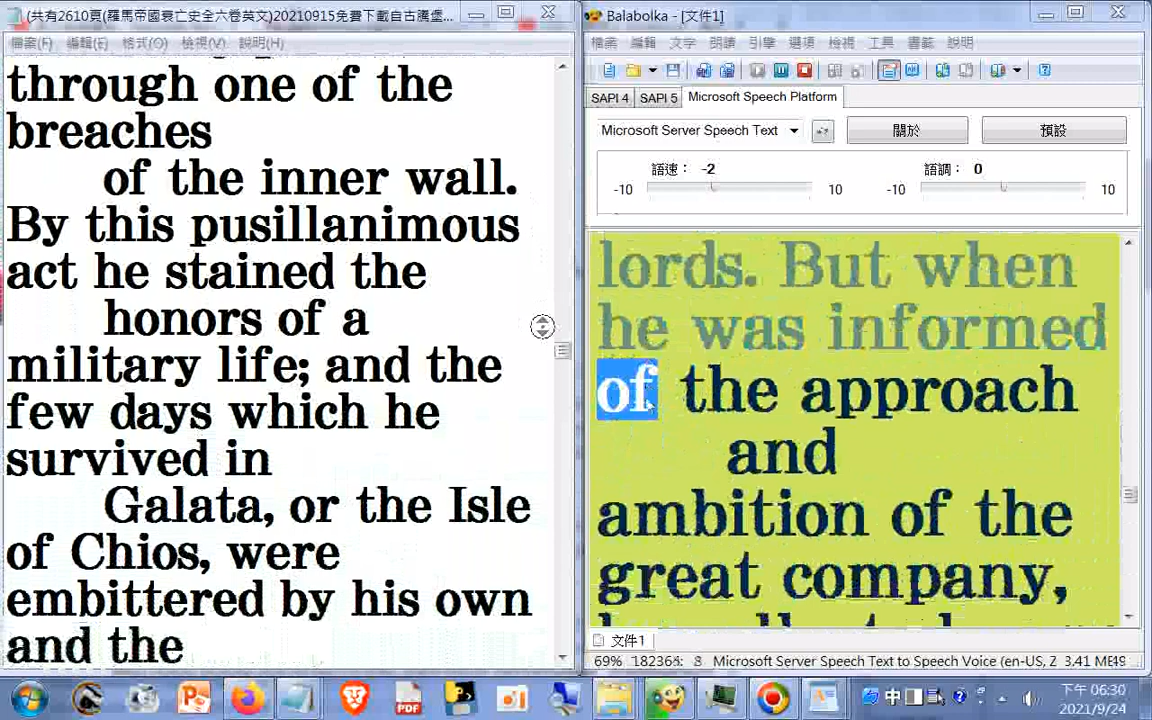 (共有2610頁(羅馬帝國衰亡史全六卷英文)20210915免費下載自古騰堡...
檔案(F) 編輯(E) 格式(O) 檢視(V) 說明(H)
through one of the
breaches
of the inner wall.
By this pusillanimous
act he stained the
honors of a
military life; and the
few days which he
survived in
Galata, or the Isle
of Chios, were
embittered by his own
and the
Balabolka - [文件1]
檔案 編輯 文字 朗讀 引擎 選項 檢視 工具 書籤 說明
SAPI 4 SAPI 5 Microsoft Speech Platform
Microsoft Server Speech Text 關於 預設
語速： -2 語調： 0
-10 10 -10 10
lords. But when
he was informed
of the approach
and
ambition of the
great company,
文件1
69% Microsoft Server Speech Text to Speech Voice (en-US, Z
PDF
中
下午 06:30
2021/9/24